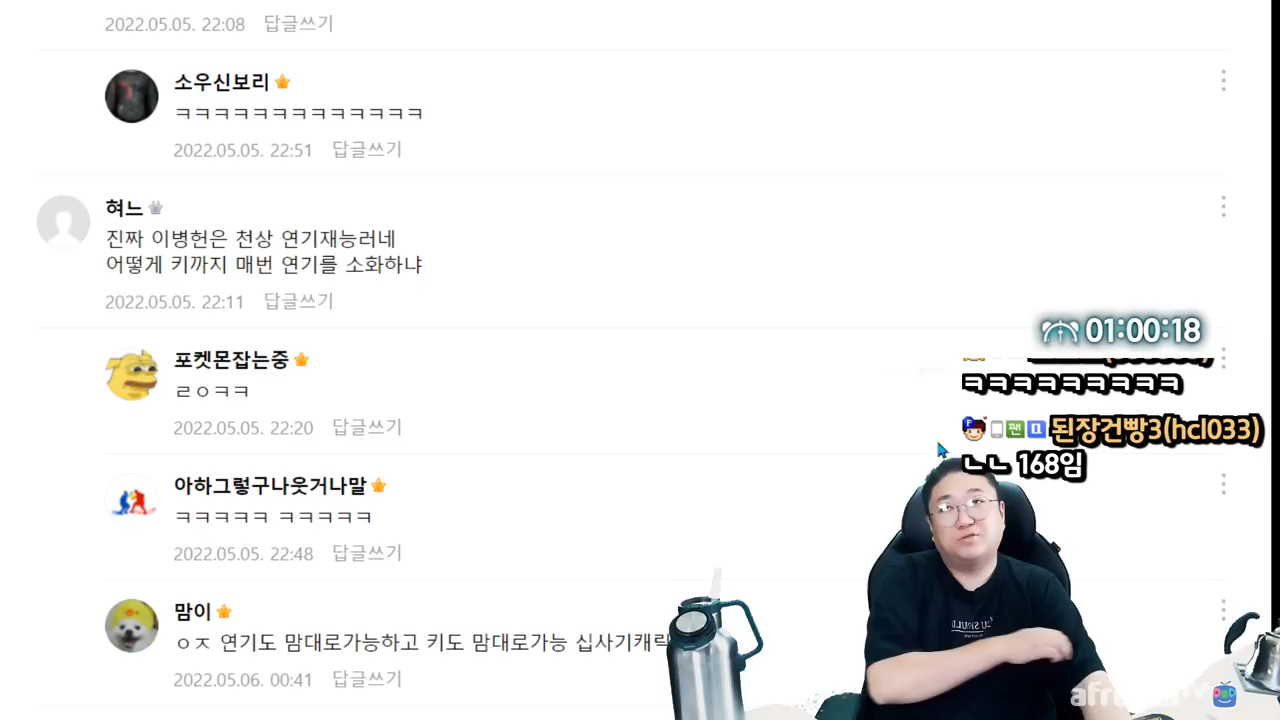 2022.05.05. 22:08 답글쓰기
소우신보리
ㅋㅋㅋㅋㅋㅋㅋㅋㅋㅋㅋㅋㅋ
2022.05.05. 22:51 답글쓰기
혀느
진짜 이병헌은 천상 연기재능러네
어떻게 키까지 매번 연기를 소화하냐
2022.05.05. 22:11 답글쓰기
포켓몬잡는중
ㄹㅇㅋㅋ
2022.05.05. 22:20 답글쓰기
아하그렇구나웃거나말
ㅋㅋㅋㅋㅋ ㅋㅋㅋㅋㅋ
2022.05.05. 22:48 답글쓰기
맘이
ㅇㅈ 연기도 맘대로가능하고 키도 맘대로가능 십사기캐릭
2022.05.06. 00:41 답글쓰기
01:00:18
ㅋㅋㅋㅋㅋㅋㅋㅋㅋ
팬 된장건빵3(hcl033)
ㄴㄴ 168임